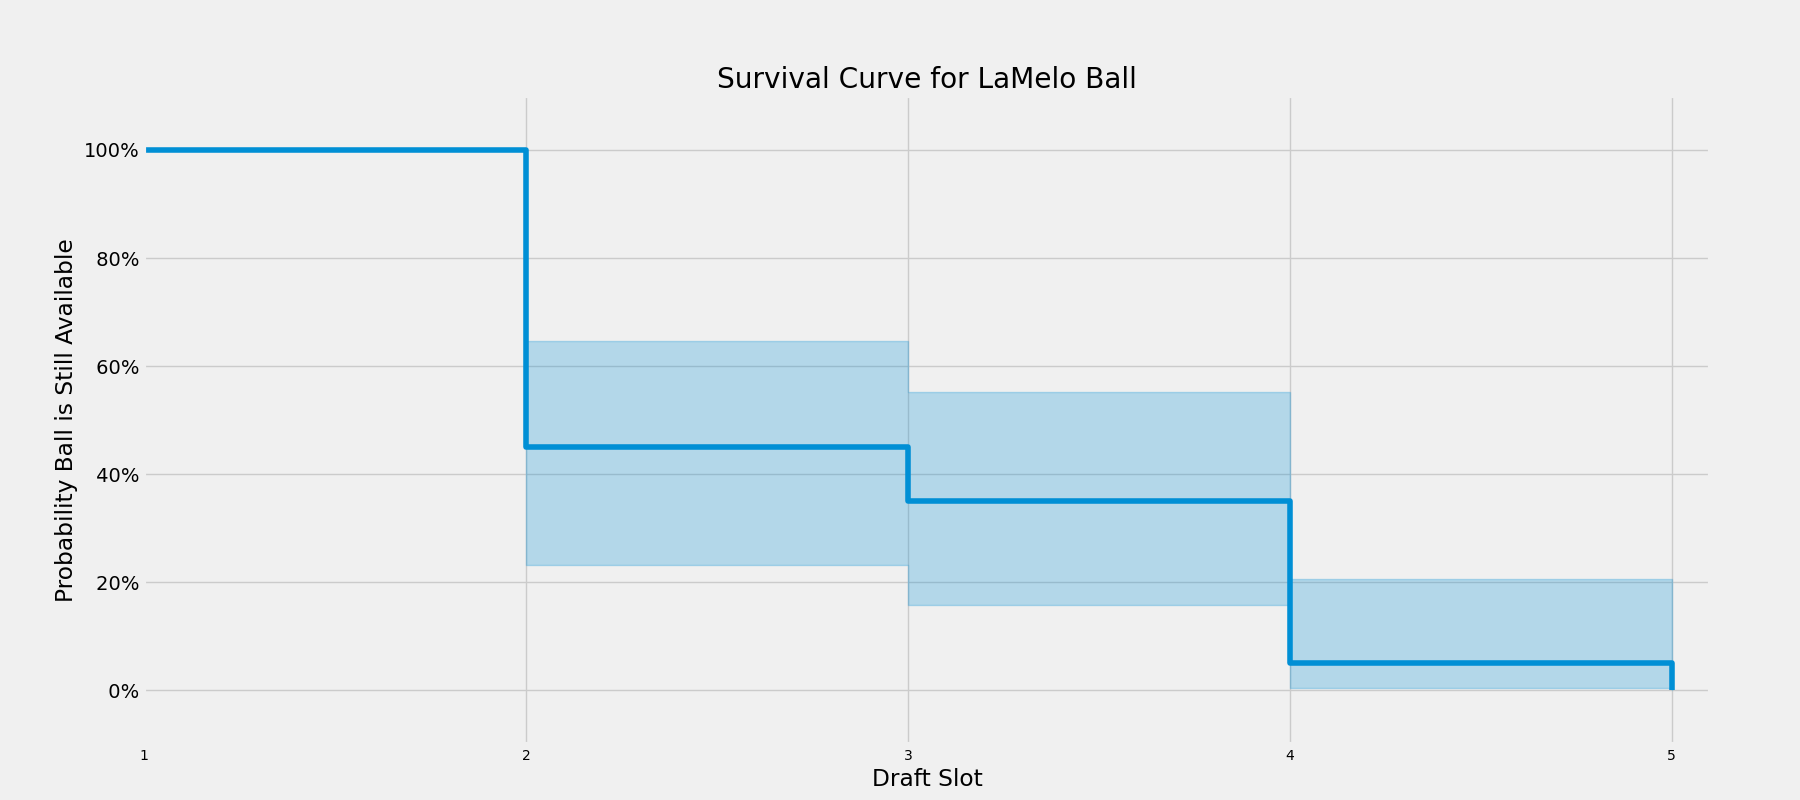 Survival Curve for LaMelo Ball
Probability Ball is Still Available
100%
80%
60%
40%
20%
0%
1 2 3 4 5
Draft Slot